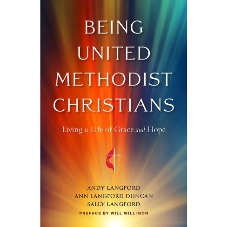 BEING
UNITED
METHODIST
CHRISTIANS
Living a Life of Grace and Hope
ANDY LANGFORD
ANN LANGFORD DUNCAN
SALLY LANGFORD
PREFACE BY WILL WILLIMON